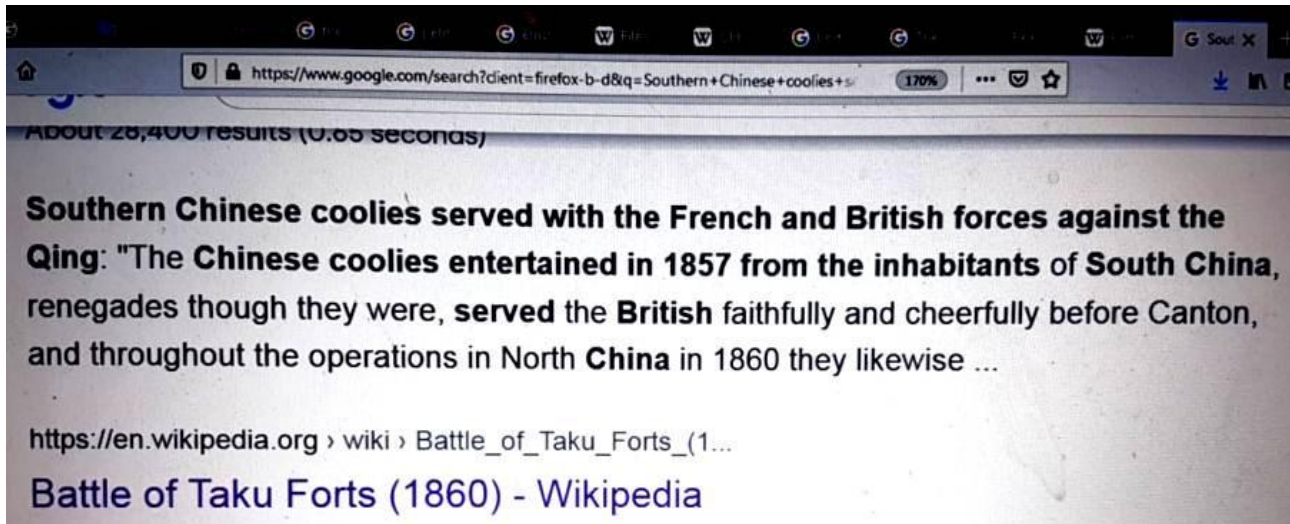 G Sout X
https://www.google.com/search?client=firefox-b-d&q=Southern+Chinese+coolies+s
170%
About 28,400 results (0.65 seconds)
Southern Chinese coolies served with the French and British forces against the
Qing: "The Chinese coolies entertained in 1857 from the inhabitants of South China,
renegades though they were, served the British faithfully and cheerfully before Canton,
and throughout the operations in North China in 1860 they likewise ...
https://en.wikipedia.org › wiki › Battle_of_Taku_Forts_(1...
Battle of Taku Forts (1860) - Wikipedia